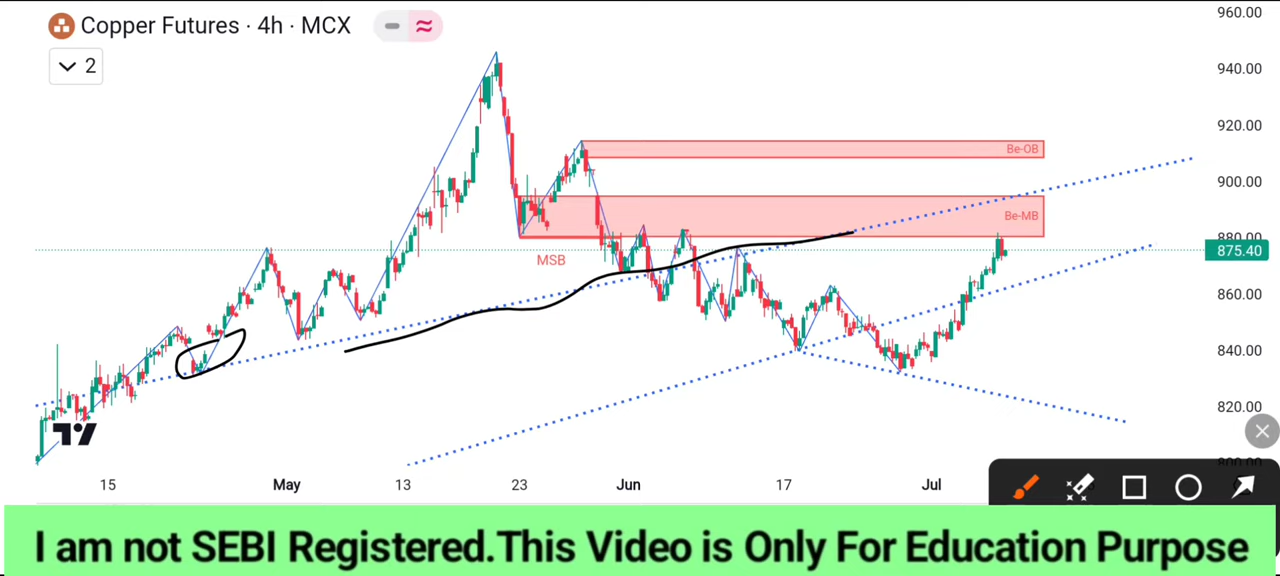 Copper Futures · 4h · MCX
2
960.00
940.00
920.00
900.00
880.00
875.40
860.00
840.00
820.00
800.00
Be-OB
Be-MB
MSB
15 May 13 23 Jun 17 Jul
I am not SEBI Registered.This Video is Only For Education Purpose